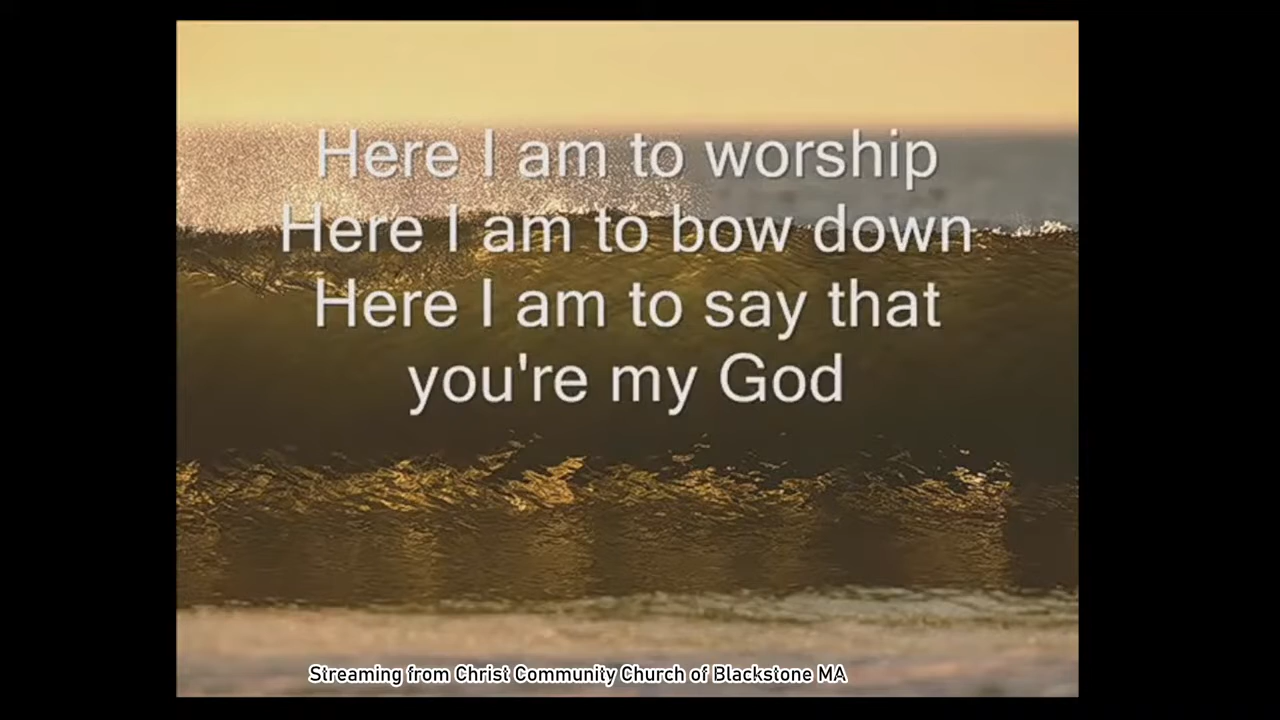 Here I am to worship
Here I am to bow down
Here I am to say that
you're my God
Streaming from Christ Community Church of Blackstone MA